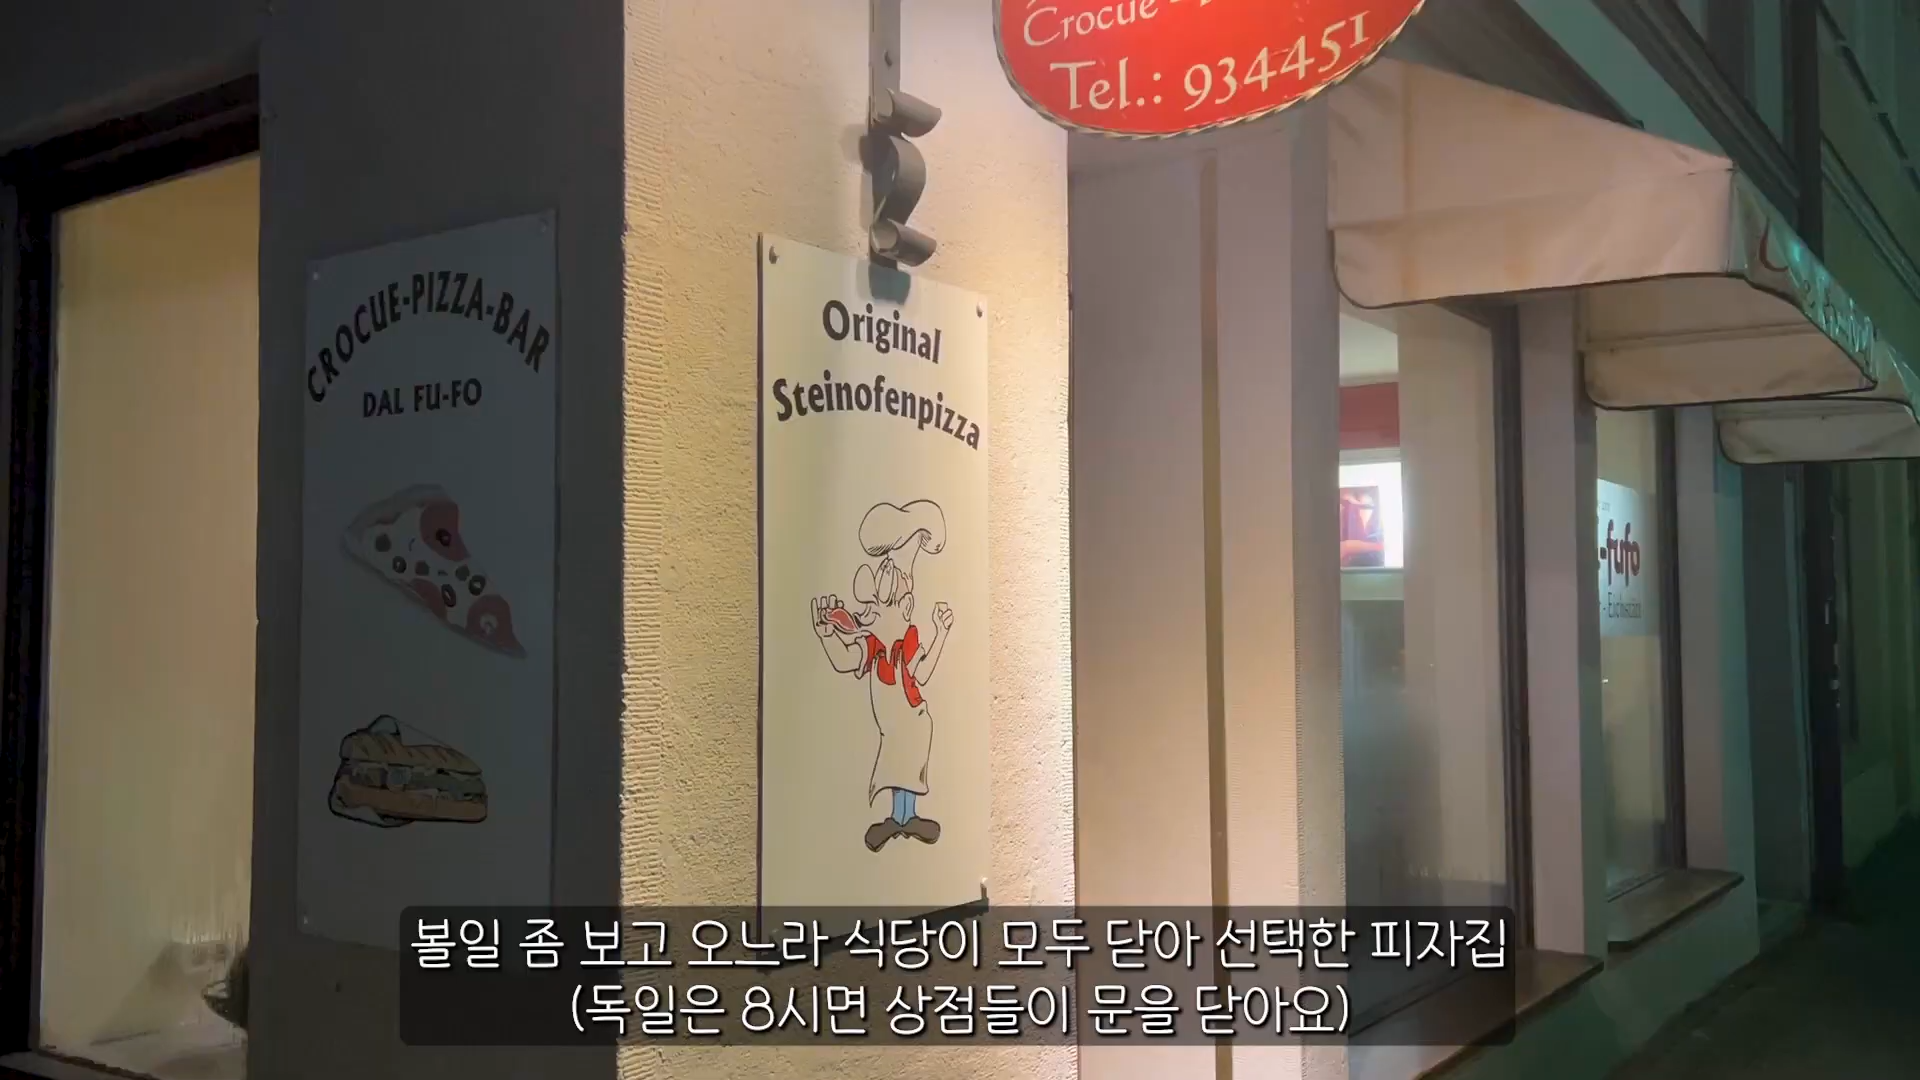 Crocue
Tel.: 934451
CROCUE-PIZZA-BAR
DAL FU-FO
Original
Steinofenpizza
-fufo
볼일 좀 보고 오느라 식당이 모두 닫아 선택한 피자집
(독일은 8시면 상점들이 문을 닫아요)